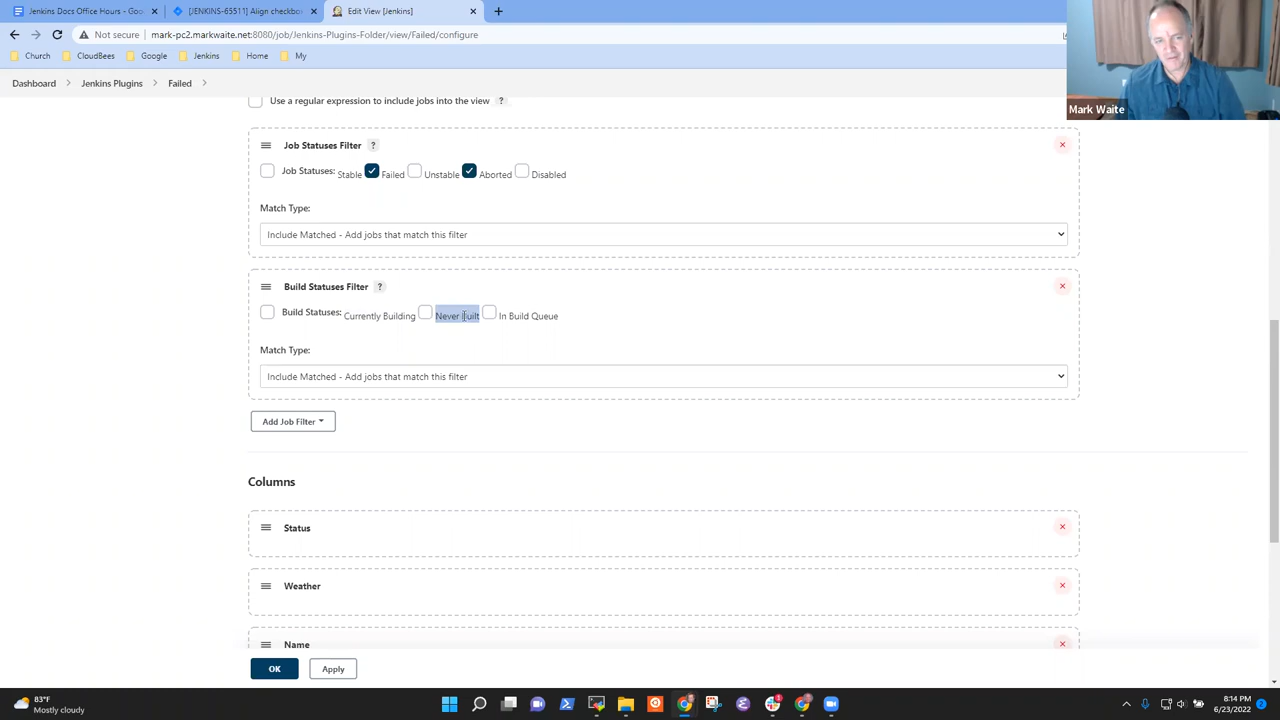 Jenkins Docs Office Hours - Goo
[JENKINS-65511] Align checkbo
Edit View [Jenkins]
Not secure
mark-pc2.markwaite.net:8080/job/Jenkins-Plugins-Folder/view/Failed/configure
Church CloudBees Google Jenkins Home My
Dashboard Jenkins Plugins Failed
Mark Waite
Use a regular expression to include jobs into the view ?
Job Statuses Filter ?
Job Statuses: Stable Failed Unstable Aborted Disabled
Match Type:
Include Matched - Add jobs that match this filter
Build Statuses Filter ?
Build Statuses: Currently Building Never Built In Build Queue
Match Type:
Include Matched - Add jobs that match this filter
Add Job Filter
Columns
Status
Weather
Name
OK Apply
83°F
Mostly cloudy
8:14 PM
6/23/2022